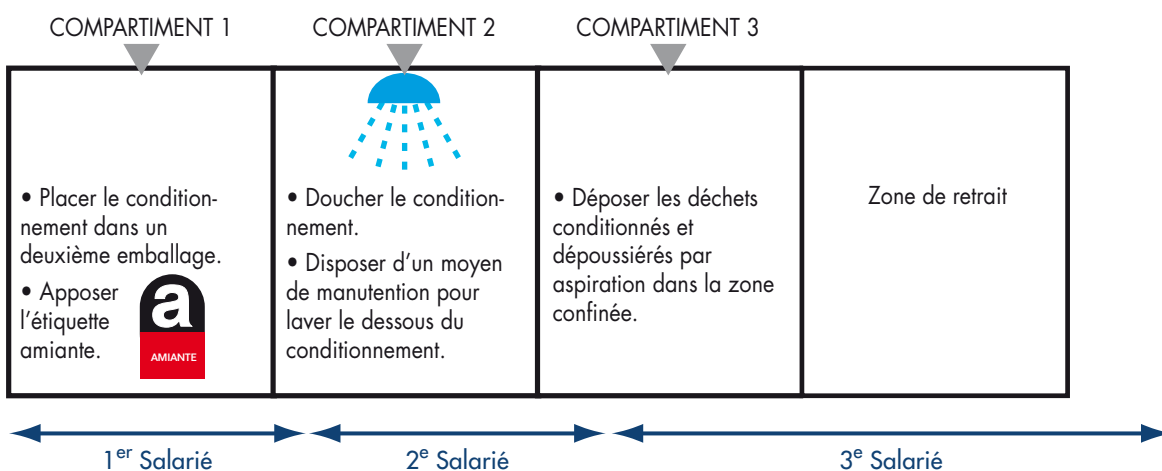 COMPARTIMENT 1
COMPARTIMENT 2
COMPARTIMENT 3
• Placer le condition-
nement dans un
deuxième emballage.
• Apposer
l'étiquette
amiante.
a
AMIANTE
• Doucher le condition-
nement.
• Disposer d'un moyen
de manutention pour
laver le dessous du
conditionnement.
• Déposer les déchets
conditionnés et
dépoussiérés par
aspiration dans la zone
confinée.
Zone de retrait
1er Salarié
2e Salarié
3e Salarié